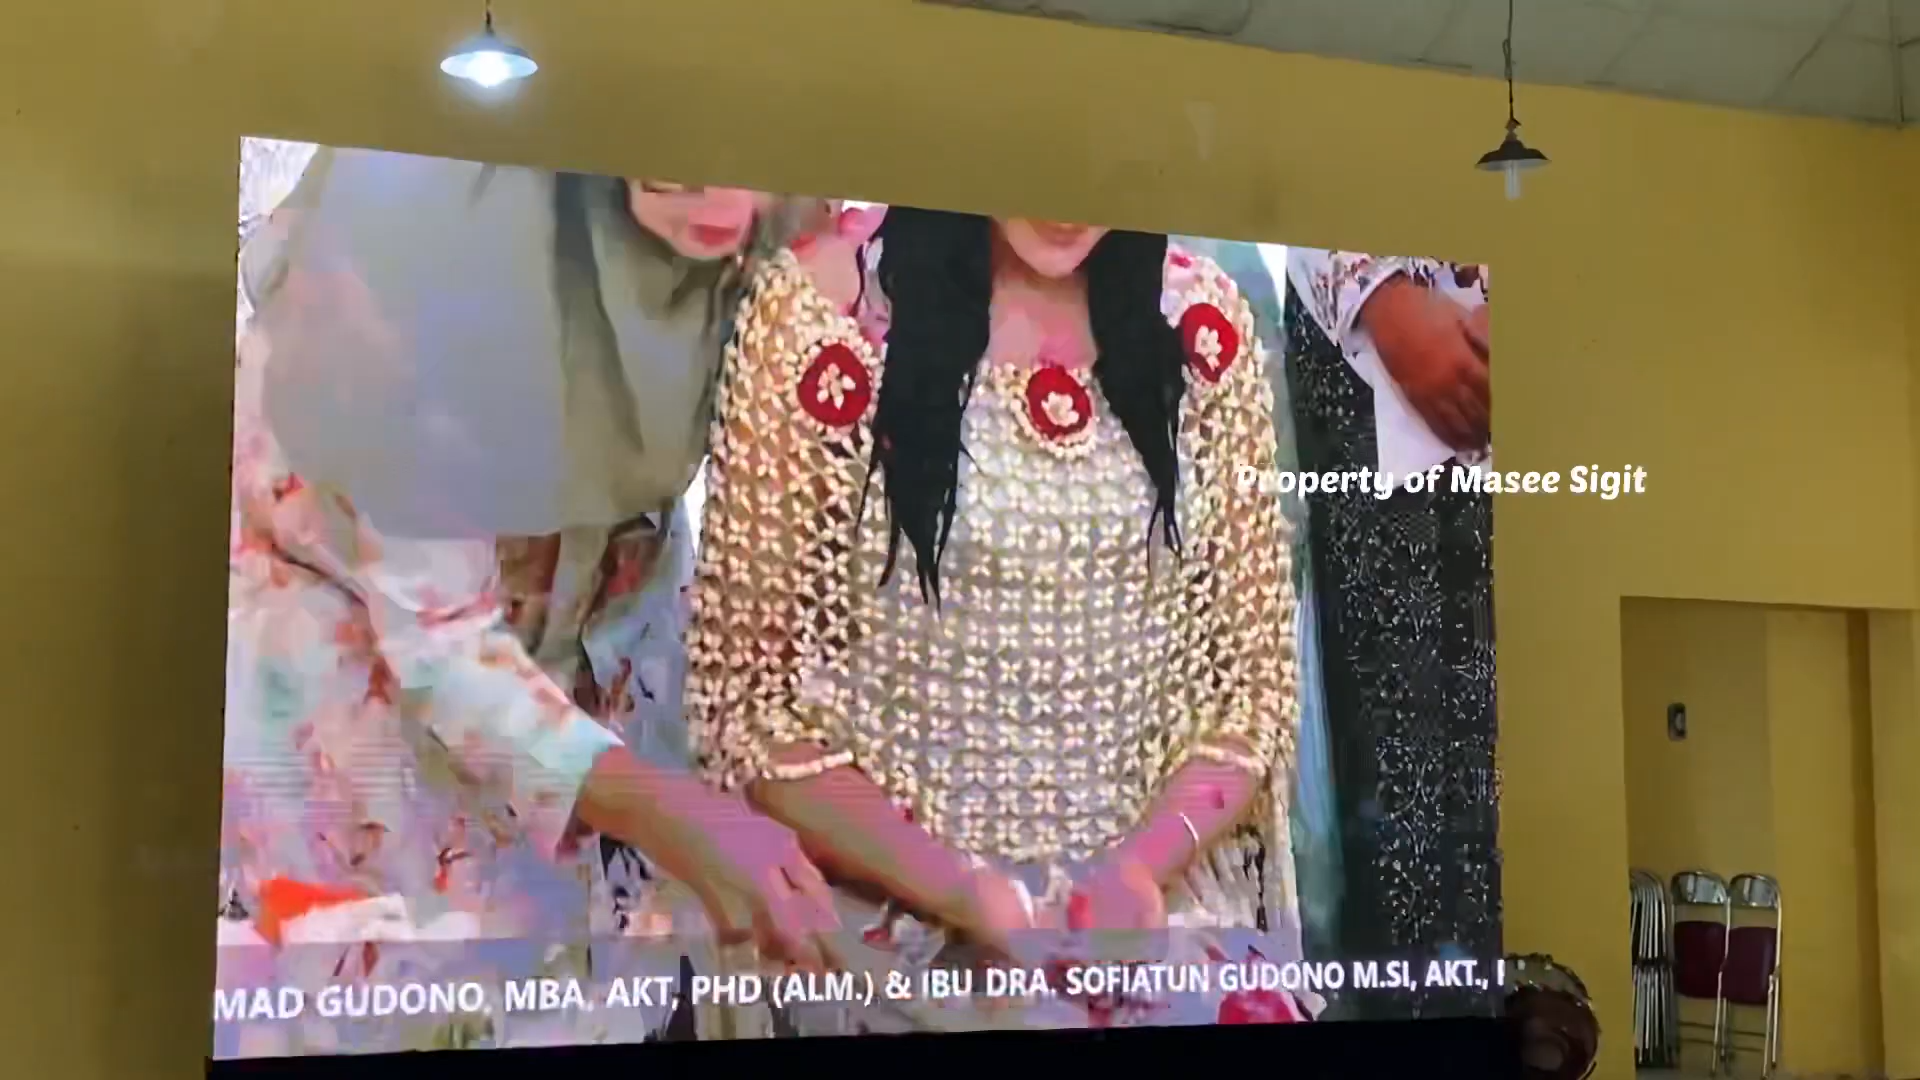 Property of Masee Sigit
MAD GUDONO, MBA, AKT, PHD (ALM.) & IBU DRA. SOFIATUN GUDONO M.SI, AKT.,